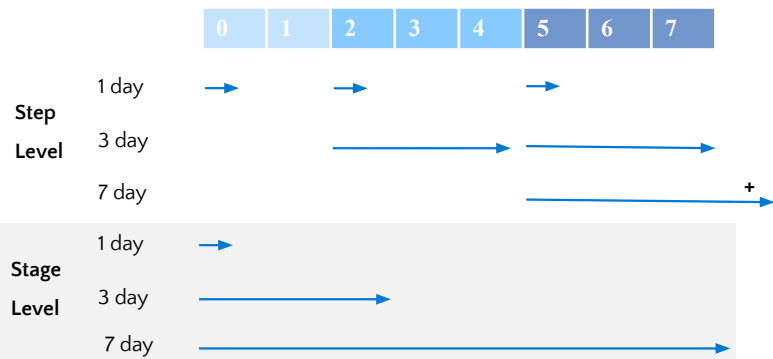 0 1 2 3 4 5 6 7
1 day
Step
Level
3 day
7 day
+
1 day
Stage
Level
3 day
7 day